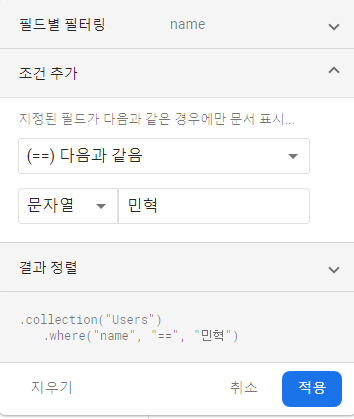 필드별 필터링 name
조건 추가
지정된 필드가 다음과 같은 경우에만 문서 표시...
(==) 다음과 같음
문자열 민혁
결과 정렬
.collection("Users")
.where("name", "==", "민혁")
지우기 취소 적용